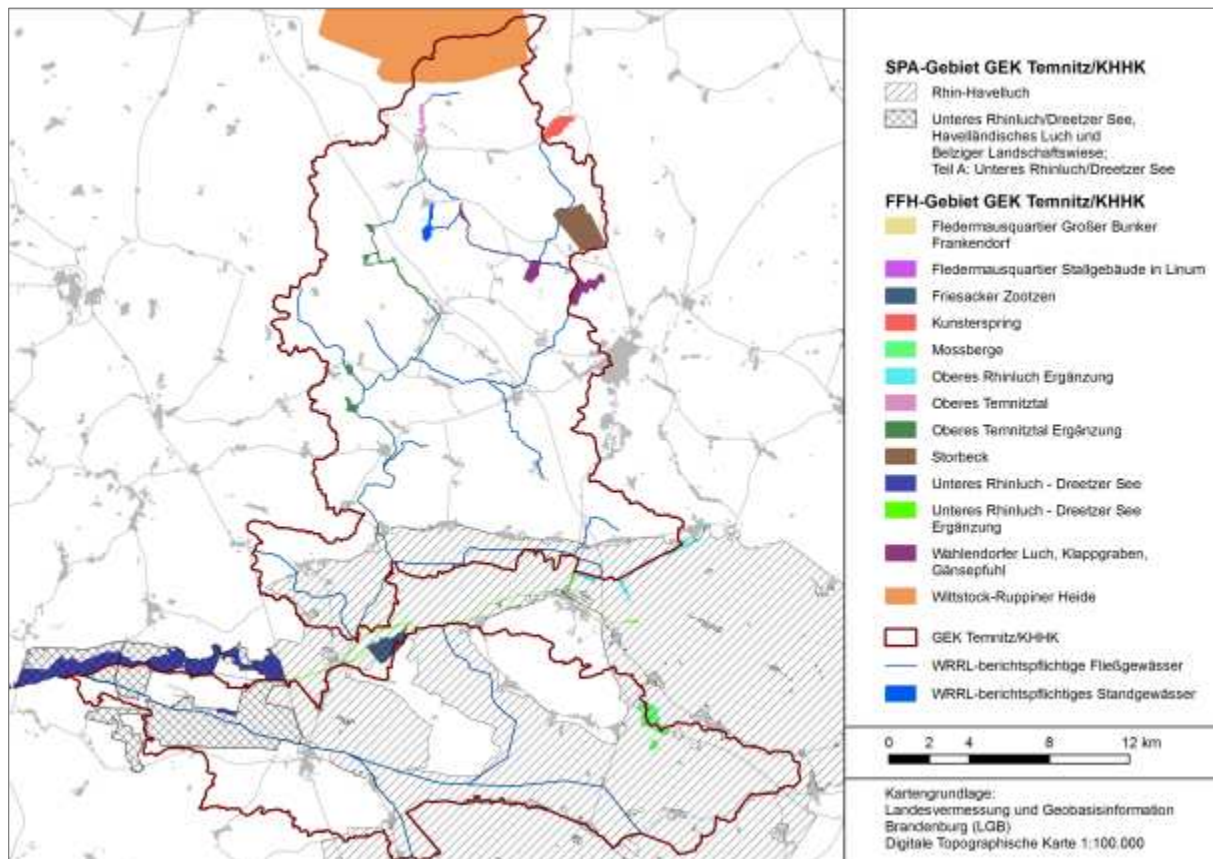 SPA-Gebiet GEK Temnitz/KHHK
Rhin-Havelluch
Unteres Rhinluch/Dreetzer See,
Havelländisches Luch und
Belziger Landschaftswiese;
Teil A: Unteres Rhinluch/Dreetzer See
FFH-Gebiet GEK Temnitz/KHHK
Fledermausquartier Großer Bunker
Frankendorf
Fledermausquartier Stallgebäude in Linum
Friesacker Zootzen
Kunsterspring
Mossberge
Oberes Rhinluch Ergänzung
Oberes Temnitztal
Oberes Temnitztal Ergänzung
Storbeck
Unteres Rhinluch - Dreetzer See
Unteres Rhinluch - Dreetzer See
Ergänzung
Wahlendorfer Luch, Klappgraben,
Gänsepfuhl
Wittstock-Ruppiner Heide
GEK Temnitz/KHHK
WRRL-berichtspflichtige Fließgewässer
WRRL-berichtspflichtiges Standgewässer
0 2 4 8 12 km
Kartengrundlage:
Landesvermessung und Geobasisinformation
Brandenburg (LGB)
Digitale Topographische Karte 1:100.000